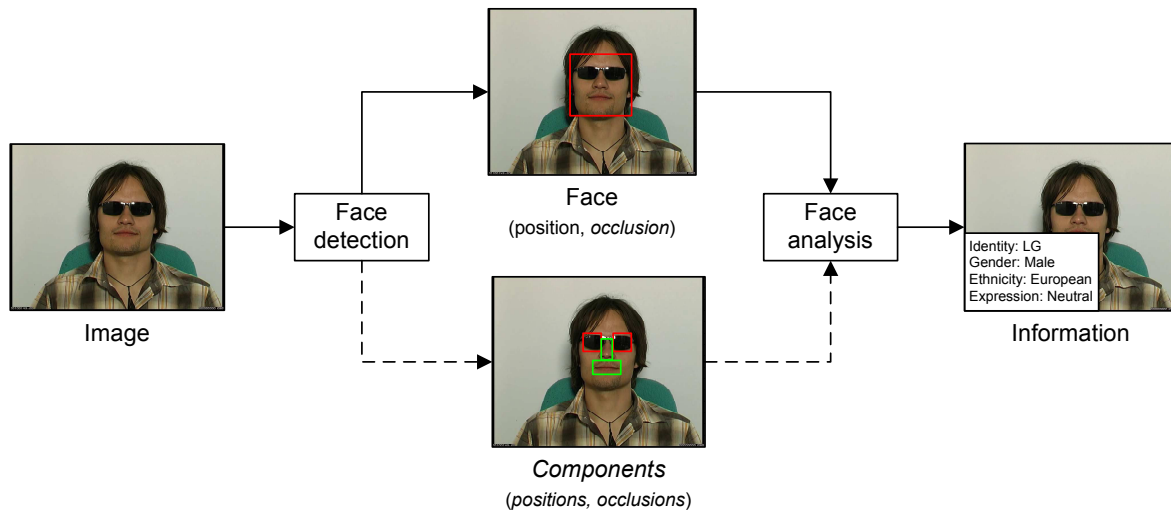 Image
Face
detection
Face
(position, occlusion)
Components
(positions, occlusions)
Face
analysis
Identity: LG
Gender: Male
Ethnicity: European
Expression: Neutral
Information